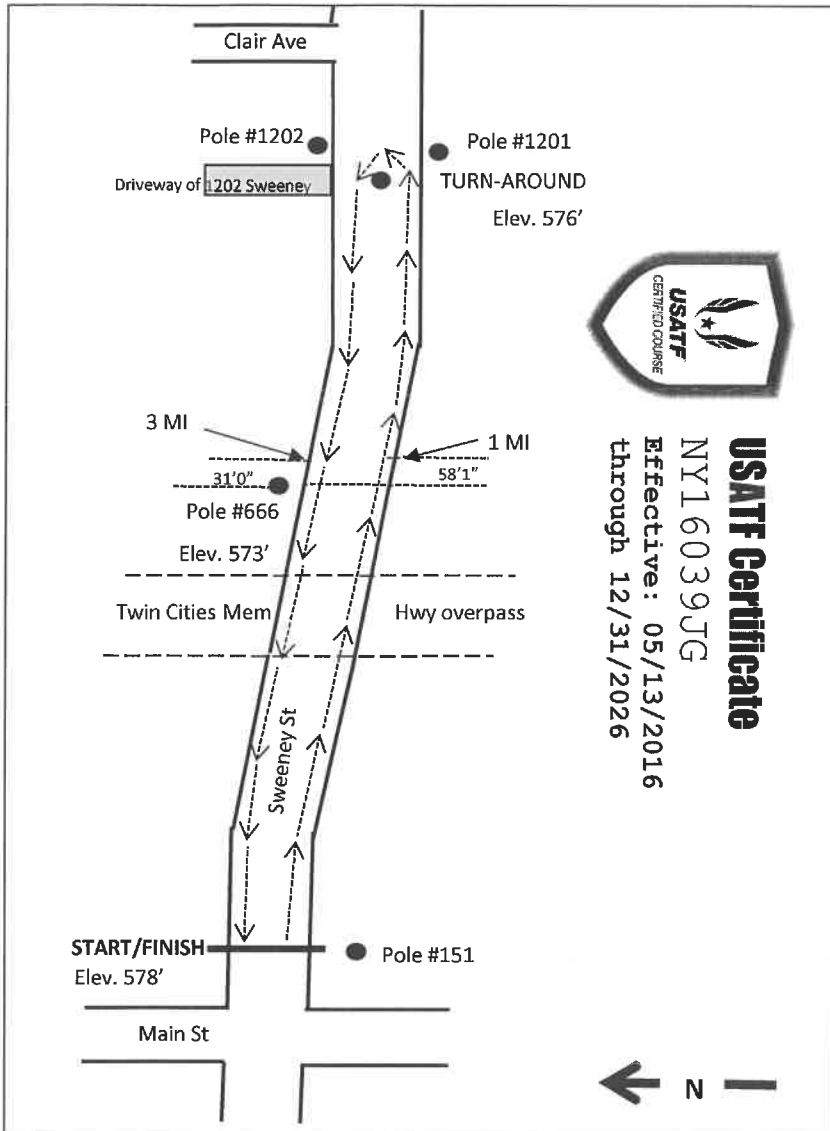 Clair Ave
Pole #1202
Pole #1201
Driveway of 1202 Sweeney
TURN-AROUND
Elev. 576'
USATF
CERTIFIED COURSE
USATF Certificate
NY16039JG
Effective: 05/13/2016
through 12/31/2026
3 MI
1 MI
31'0"
58'1"
Pole #666
Elev. 573'
Twin Cities Mem
Hwy overpass
Sweeney St
START/FINISH
Pole #151
Elev. 578'
Main St
N